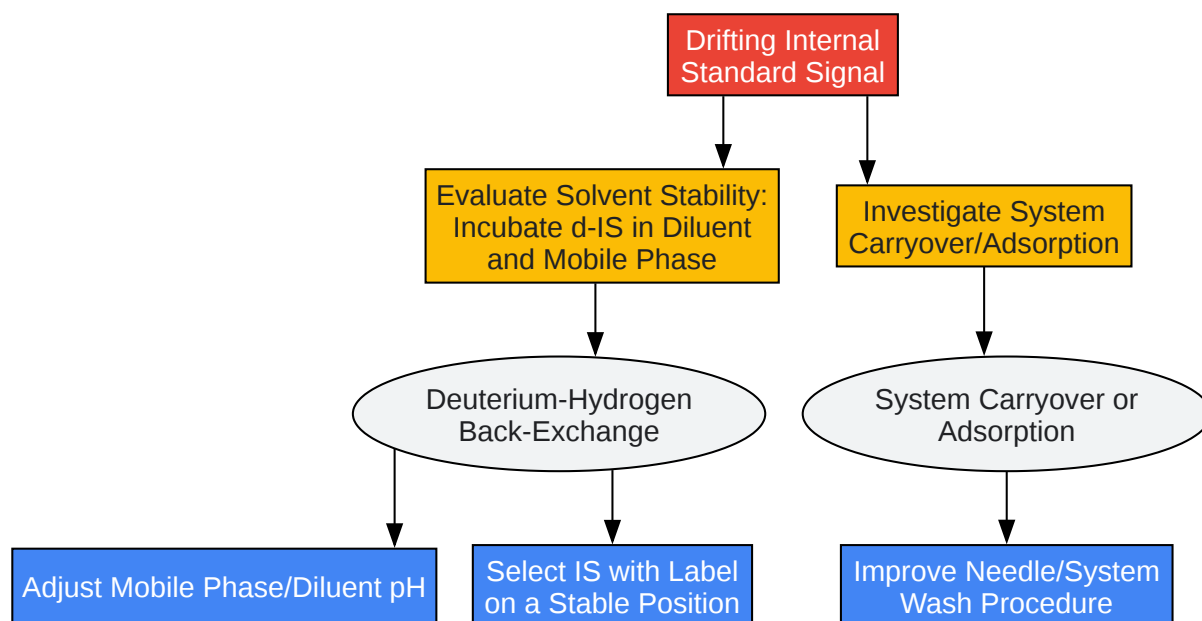 Drifting Internal
Standard Signal
Evaluate Solvent Stability:
Incubate d-IS in Diluent
and Mobile Phase
Investigate System
Carryover/Adsorption
Deuterium-Hydrogen
Back-Exchange
System Carryover or
Adsorption
Adjust Mobile Phase/Diluent pH
Select IS with Label
on a Stable Position
Improve Needle/System
Wash Procedure